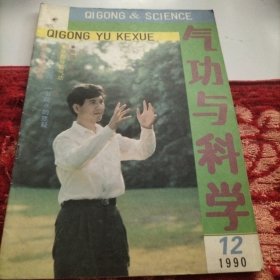 QIGONG & SCIENCE
QIGONG YU KEXUE
气功与科学
12
1990